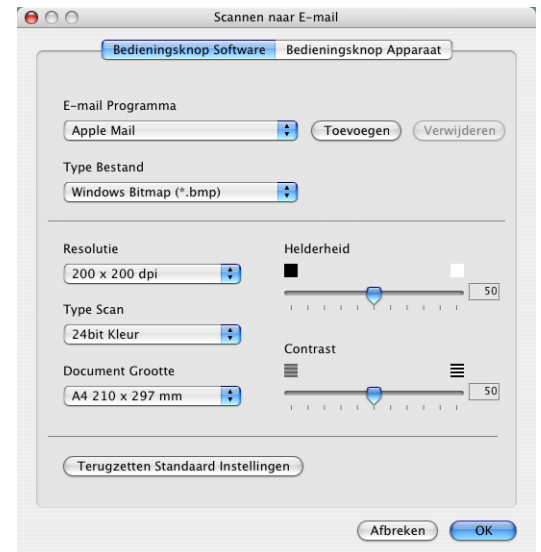 Scannen naar E-mail
Bedieningsknop Software Bedieningsknop Apparaat
E-mail Programma
Apple Mail Toevoegen Verwijderen
Type Bestand
Windows Bitmap (*.bmp)
Resolutie
200 x 200 dpi
Type Scan
24bit Kleur
Document Grootte
A4 210 x 297 mm
Helderheid
50
Contrast
50
Terugzetten Standaard Instellingen
Afbreken OK